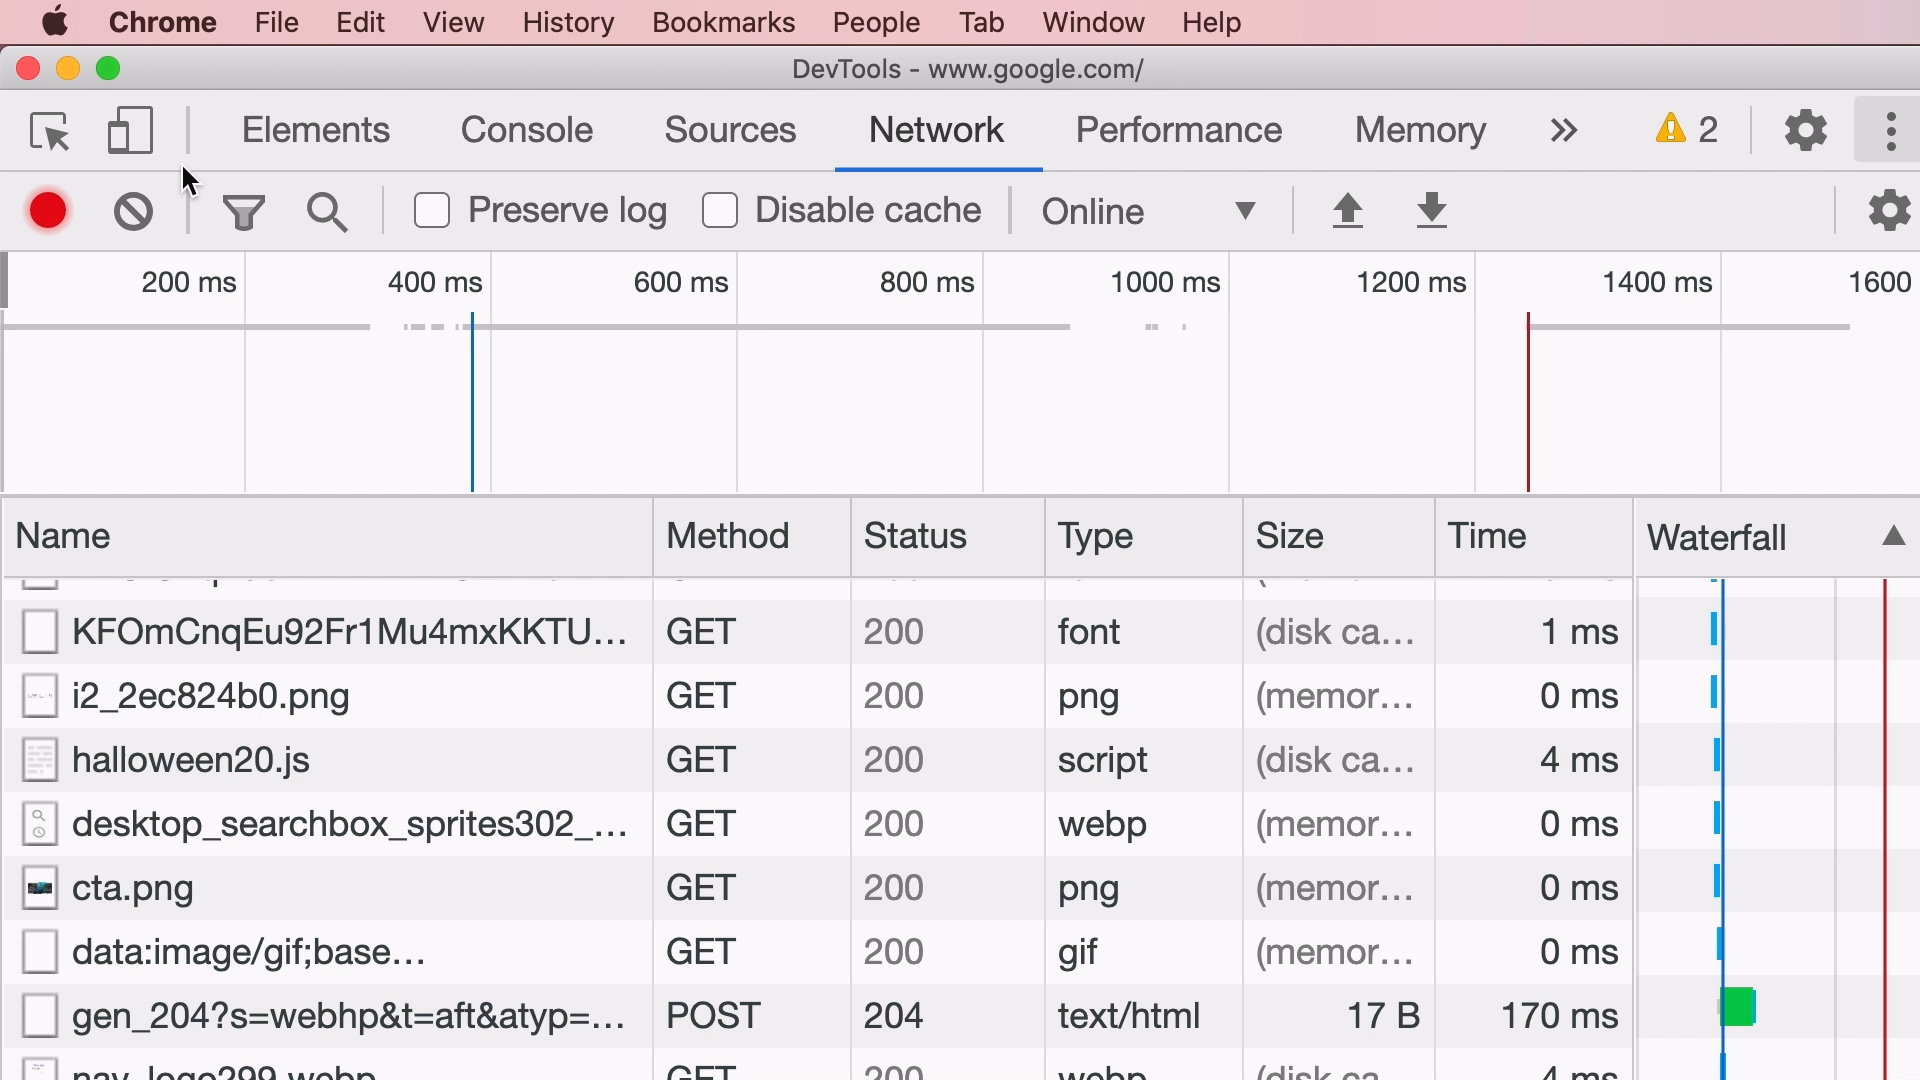 Chrome File Edit View History Bookmarks People Tab Window Help
DevTools - www.google.com/
Elements Console Sources Network Performance Memory » 2
Preserve log Disable cache Online ▼
200 ms 400 ms 600 ms 800 ms 1000 ms 1200 ms 1400 ms 1600
Name Method Status Type Size Time Waterfall ▲
KFOmCnqEu92Fr1Mu4mxKKTU... GET 200 font (disk ca... 1 ms
i2_2ec824b0.png GET 200 png (memor... 0 ms
halloween20.js GET 200 script (disk ca... 4 ms
desktop_searchbox_sprites302_... GET 200 webp (memor... 0 ms
cta.png GET 200 png (memor... 0 ms
data:image/gif;base... GET 200 gif (memor... 0 ms
gen_204?s=webhp&t=aft&atyp=... POST 204 text/html 17 B 170 ms
nav_logo299.webp GET 200 webp (disk ca... 4 ms